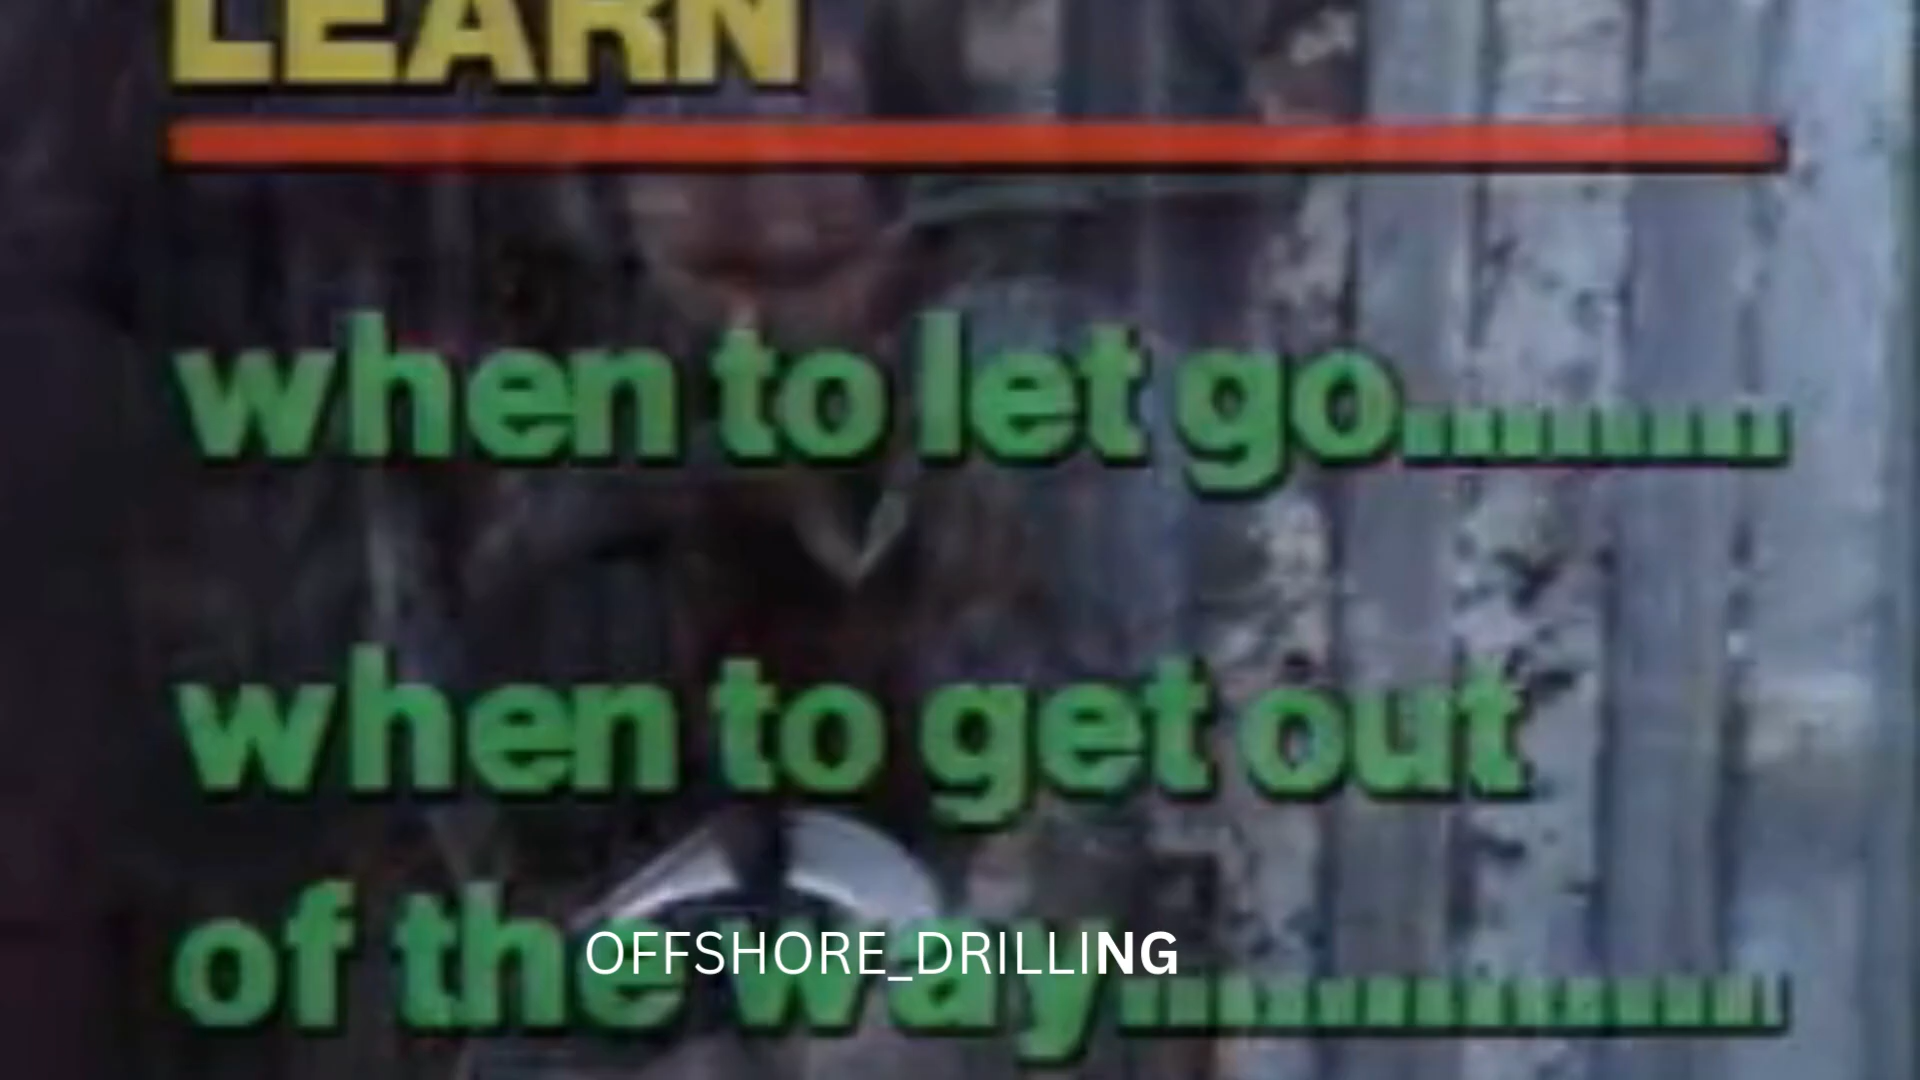 LEARN
when to let go............
when to get out
of the way.....................
OFFSHORE_DRILLING